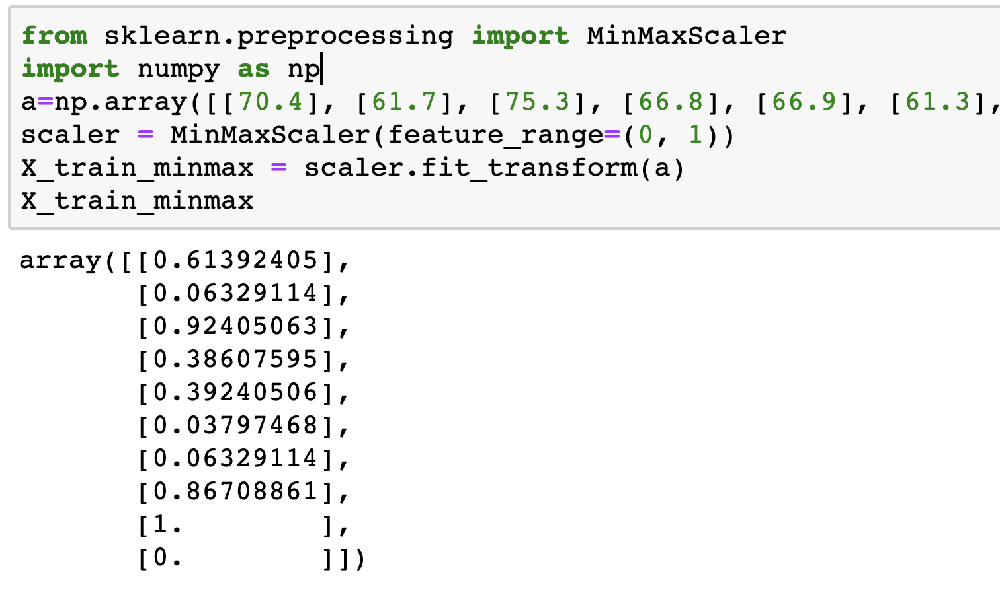 from sklearn.preprocessing import MinMaxScaler
import numpy as np
a=np.array([[70.4], [61.7], [75.3], [66.8], [66.9], [61.3],
scaler = MinMaxScaler(feature_range=(0, 1))
X_train_minmax = scaler.fit_transform(a)
X_train_minmax
array([[0.61392405],
       [0.06329114],
       [0.92405063],
       [0.38607595],
       [0.39240506],
       [0.03797468],
       [0.06329114],
       [0.86708861],
       [1.        ],
       [0.        ]])